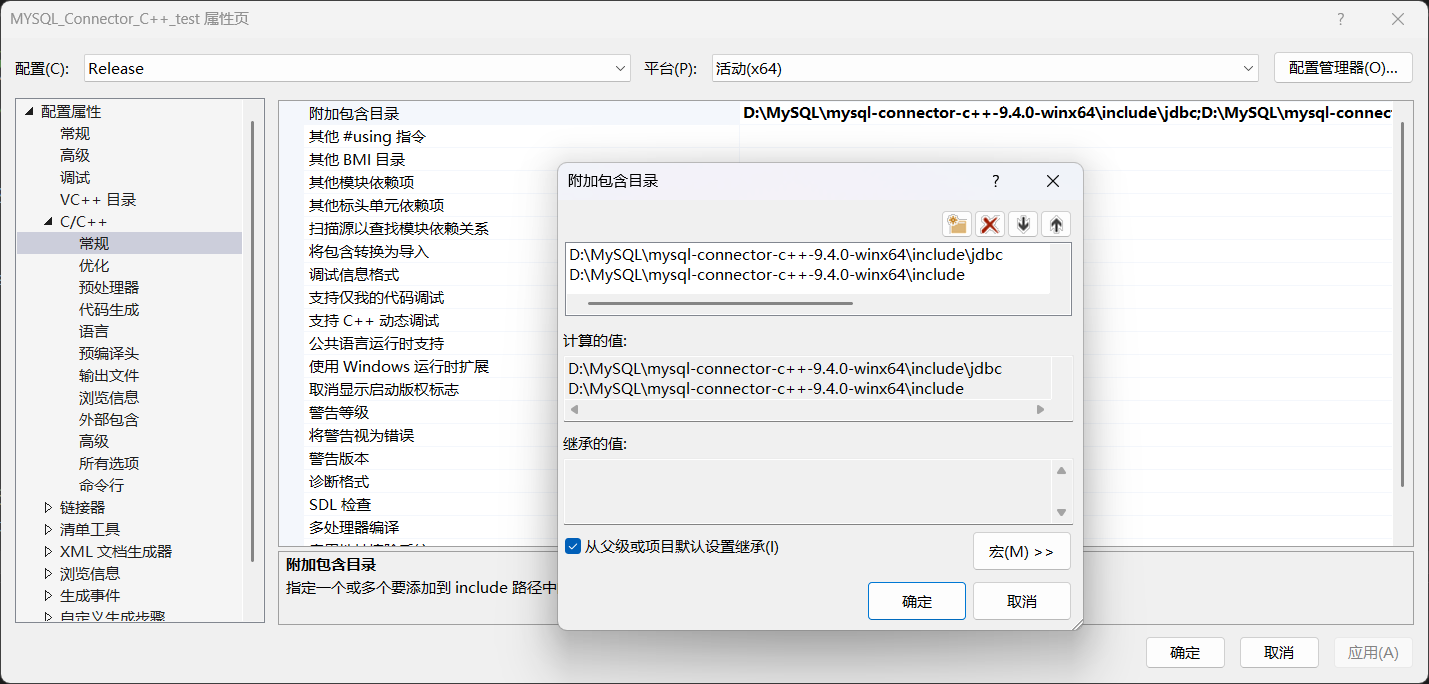 MYSQL_Connector_C++_test 属性页
?
配置(C):
Release
平台(P):
活动(x64)
配置管理器(O)...
配置属性
常规
高级
调试
VC++ 目录
C/C++
常规
优化
预处理器
代码生成
语言
预编译头
输出文件
浏览信息
外部包含
高级
所有选项
命令行
链接器
清单工具
XML 文档生成器
浏览信息
生成事件
自定义生成步骤
附加包含目录
D:\MySQL\mysql-connector-c++-9.4.0-winx64\include\jdbc;D:\MySQL\mysql-connec
其他 #using 指令
其他 BMI 目录
其他模块依赖项
其他标头单元依赖项
扫描源以查找模块依赖关系
将包含转换为导入
调试信息格式
支持仅我的代码调试
支持 C++ 动态调试
公共语言运行时支持
使用 Windows 运行时扩展
取消显示启动版权标志
警告等级
将警告视为错误
警告版本
诊断格式
SDL 检查
多处理器编译
附加包含目录
指定一个或多个要添加到 include 路径中
附加包含目录
?
D:\MySQL\mysql-connector-c++-9.4.0-winx64\include\jdbc
D:\MySQL\mysql-connector-c++-9.4.0-winx64\include
计算的值:
D:\MySQL\mysql-connector-c++-9.4.0-winx64\include\jdbc
D:\MySQL\mysql-connector-c++-9.4.0-winx64\include
继承的值:
从父级或项目默认设置继承(I)
宏(M) >>
确定
取消
确定
取消
应用(A)